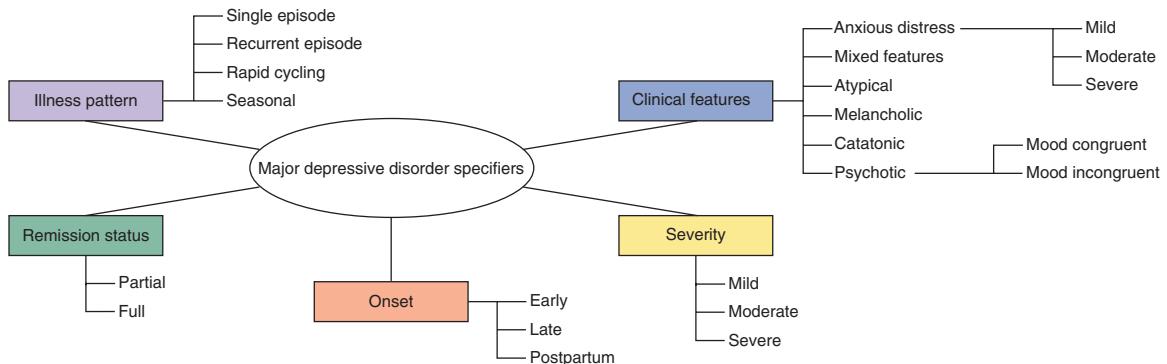 Major depressive disorder specifiers
Illness pattern
Single episode
Recurrent episode
Rapid cycling
Seasonal
Clinical features
Anxious distress
Mild
Moderate
Severe
Mixed features
Atypical
Melancholic
Catatonic
Psychotic
Mood congruent
Mood incongruent
Remission status
Partial
Full
Onset
Early
Late
Postpartum
Severity
Mild
Moderate
Severe